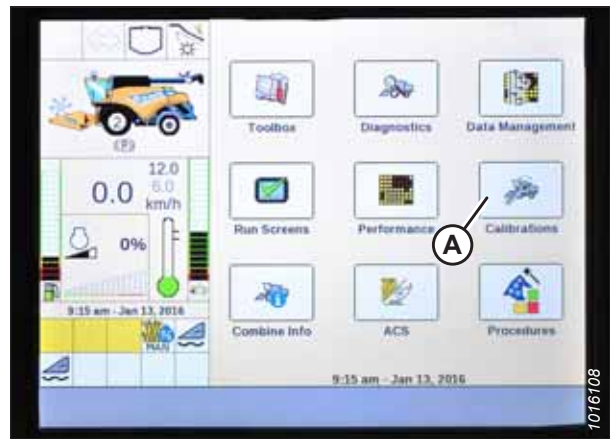 2
(P)
0.0
12.0
6.0
km/h
0%
9:15 am - Jan 13, 2016
MAN
Toolbox
Diagnostics
Data Management
Run Screens
Performance
Calibrations
A
Combine Info
ACS
Procedures
9:15 am - Jan 13, 2016
1016108